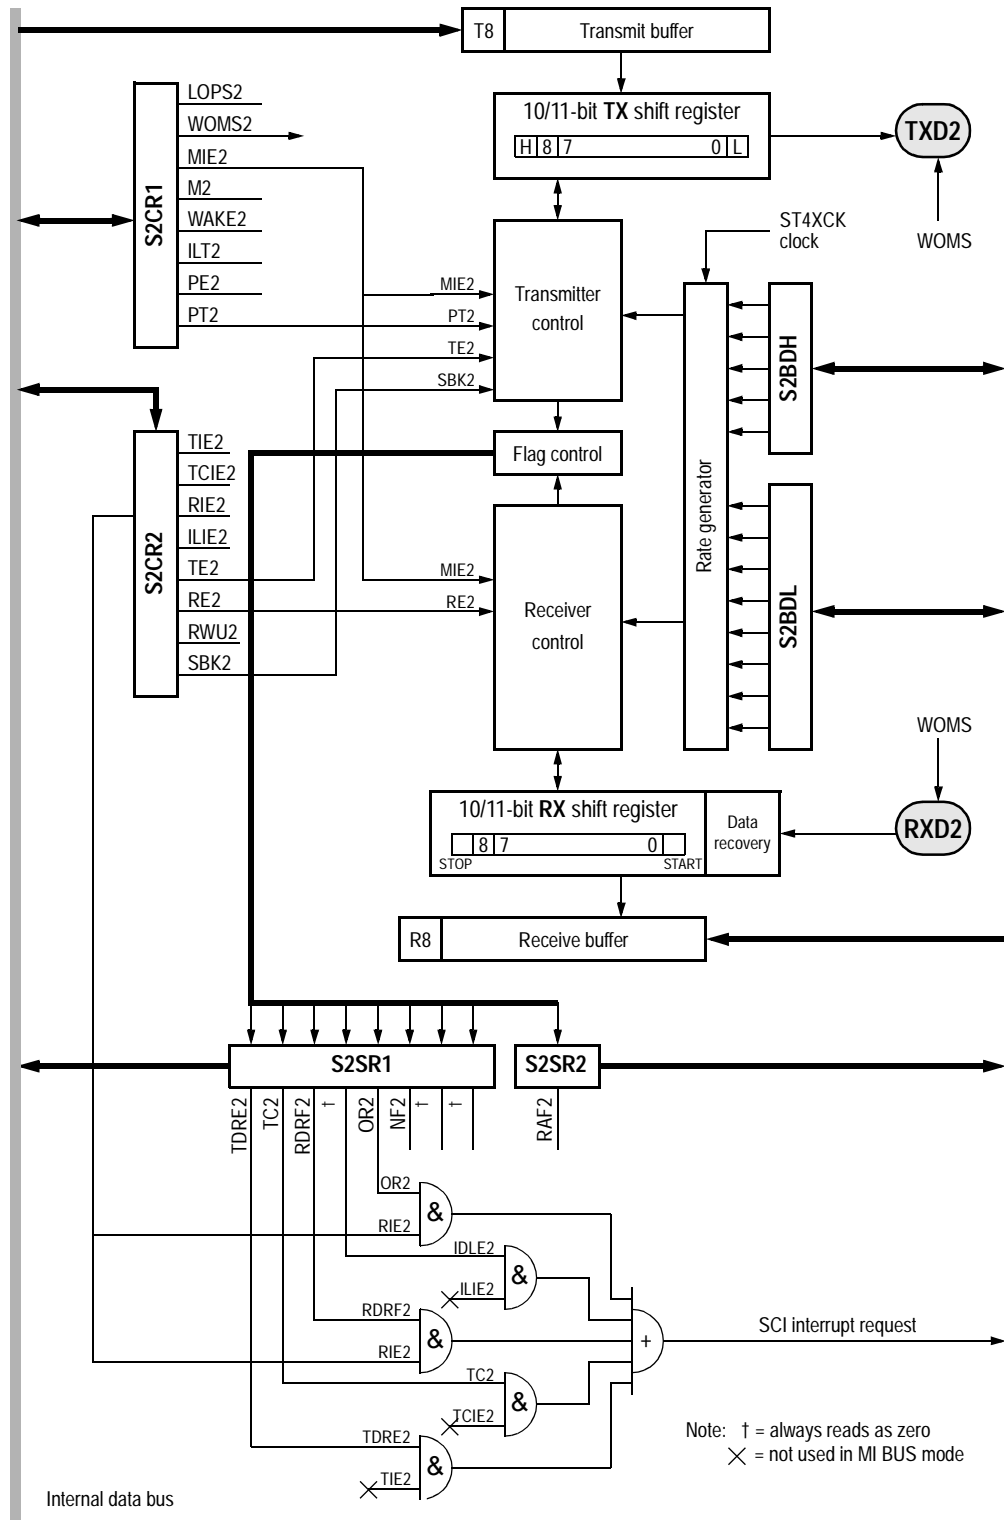 T8 Transmit buffer
10/11-bit TX shift register
H 8 7 0 L
TXD2
WOMS
ST4XCK
clock
S2CR1
LOPS2
WOMS2
MIE2
M2
WAKE2
ILT2
PE2
PT2
MIE2
PT2
TE2
SBK2
Transmitter
control
Flag control
Rate generator
S2BDH
S2BDL
S2CR2
TIE2
TCIE2
RIE2
ILIE2
TE2
RE2
RWU2
SBK2
MIE2
RE2
Receiver
control
WOMS
10/11-bit RX shift register
8 7 0
STOP START
Data
recovery
RXD2
R8 Receive buffer
S2SR1
S2SR2
TDRE2
TC2
RDRF2
†
OR2
NF2
†
†
RAF2
OR2
RIE2
&
IDLE2
ILIE2
&
RDRF2
RIE2
&
TC2
TCIE2
&
TDRE2
TIE2
&
+
SCI interrupt request
Note: † = always reads as zero
= not used in MI BUS mode
Internal data bus